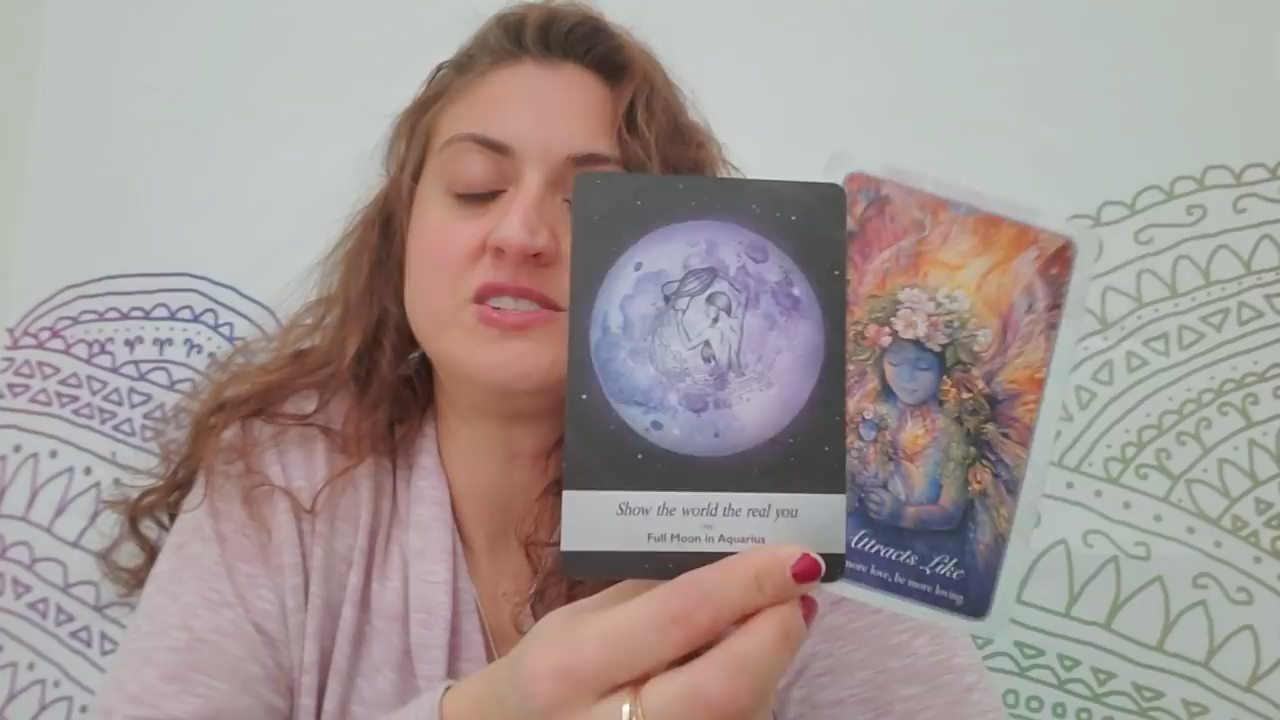 Show the world the real you
Full Moon in Aquarius
Attracts Like
more love, be more loving.